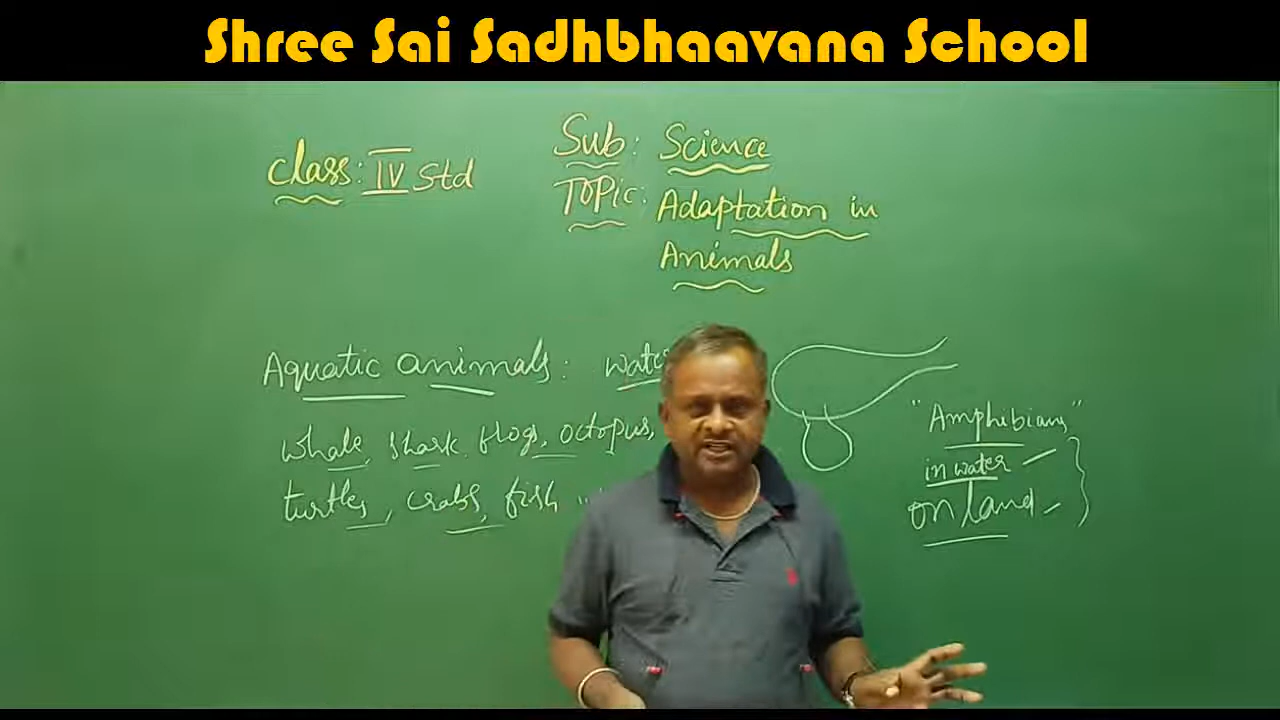 Shree Sai Sadhbhaavana School
Class: IV Std
Sub: Science
Topic: Adaptation in
Animals
Aquatic animals: water
whale, shark, frogs, octopus,
turtles, crabs, fish
"Amphibians"
in water
on land